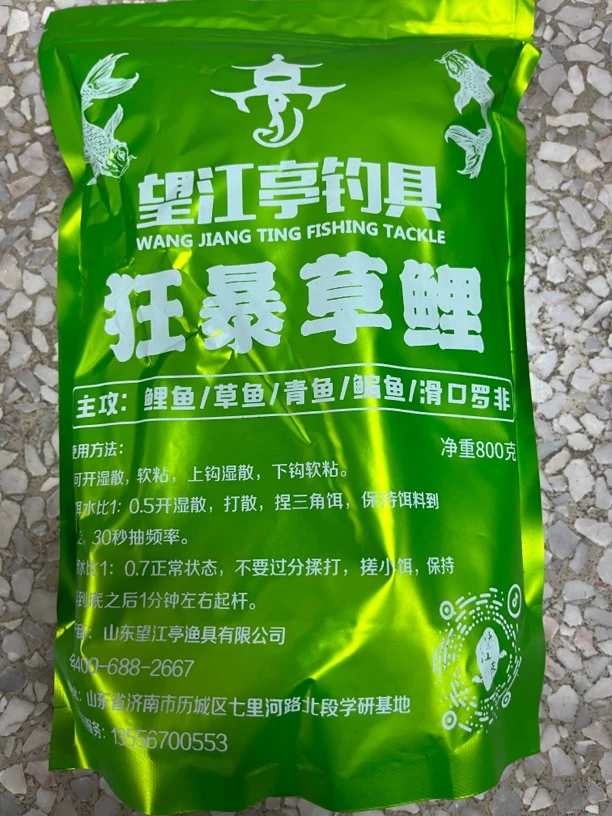 望江亭钓具
WANG JIANG TING FISHING TACKLE
狂暴草鲤
主攻：鲤鱼/草鱼/青鱼/鳊鱼/滑口罗非
净重800克
使用方法：
可开湿散，软粘，上钩湿散，下钩软粘。
水比1：0.5开湿散，打散，捏三角饵，保持饵料到
30秒抽频率。
比1：0.7正常状态，不要过分揉打，搓小饵，保持
到底之后1分钟左右起杆。
：山东望江亭渔具有限公司
400-688-2667
：山东省济南市历城区七里河路北段学研基地
服务：13556700553